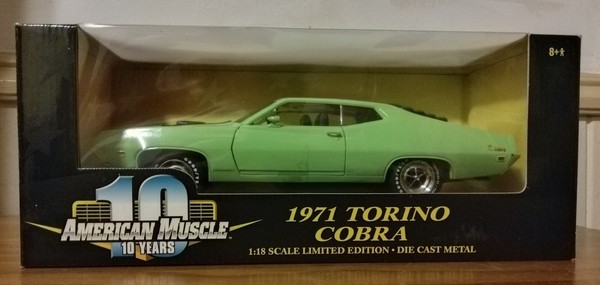 8+
10
AMERICAN MUSCLE
10 YEARS
1971 TORINO
COBRA
1:18 SCALE LIMITED EDITION • DIE CAST METAL